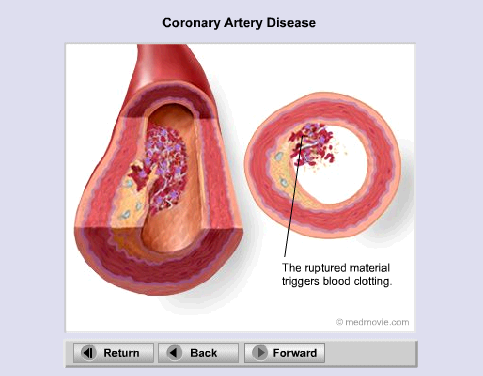 Coronary Artery Disease
The ruptured material
triggers blood clotting.
© medmovie.com
Return
Back
Forward